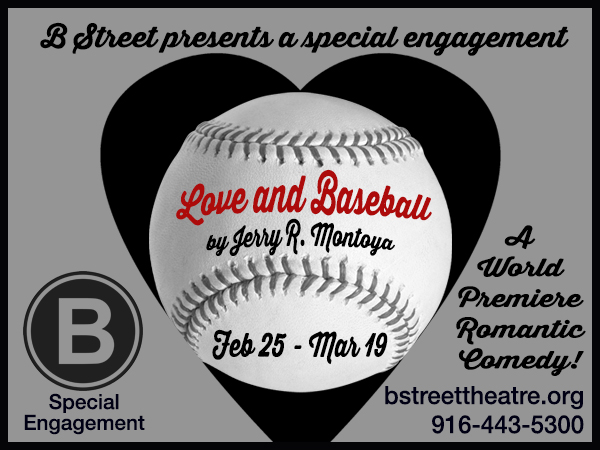 B Street presents a special engagement
Love and Baseball
by Jerry R. Montoya
Feb 25 - Mar 19
A
World
Premiere
Romantic
Comedy!
B
Special
Engagement
bstreettheatre.org
916-443-5300